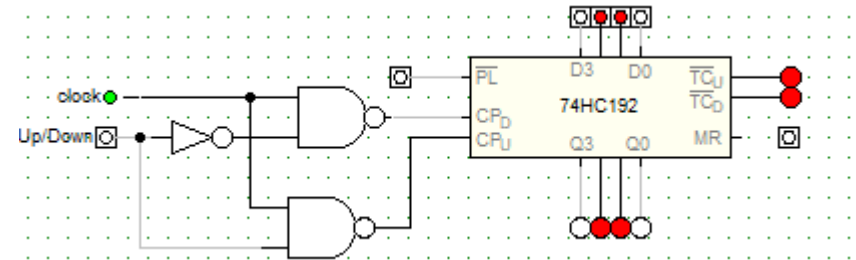 D3 D0
PL TCU
clock TCD
74HC192
CPD
Up/Down CPU MR
Q3 Q0